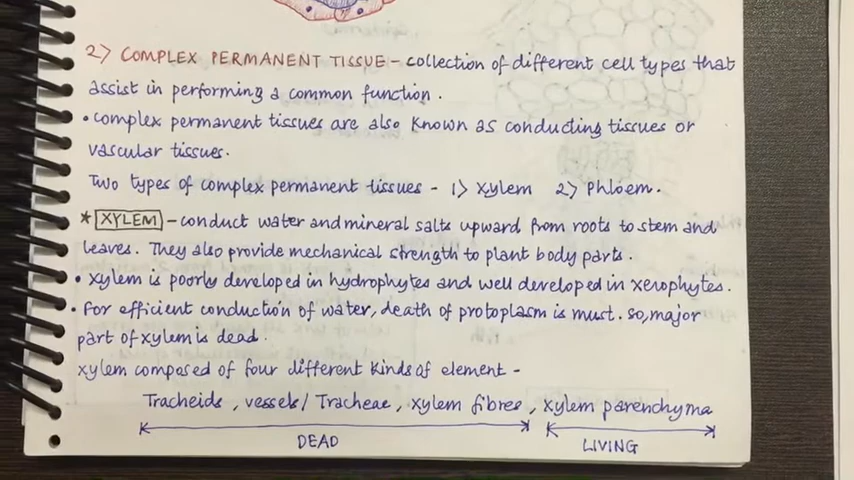 2> COMPLEX PERMANENT TISSUE - collection of different cell types that
assist in performing a common function.
• complex permanent tissues are also known as conducting tissues or
vascular tissues.
Two types of complex permanent tissues - 1> xylem 2> phloem.
* XYLEM - conduct water and mineral salts upward from roots to stem and
leaves. They also provide mechanical strength to plant body parts.
• xylem is poorly developed in hydrophytes and well developed in xerophytes.
• For efficient conduction of water, death of protoplasm is must. so, major
part of xylem is dead.
xylem composed of four different kinds of element -
Tracheids, vessels/Tracheae, xylem fibres, xylem parenchyma
DEAD LIVING